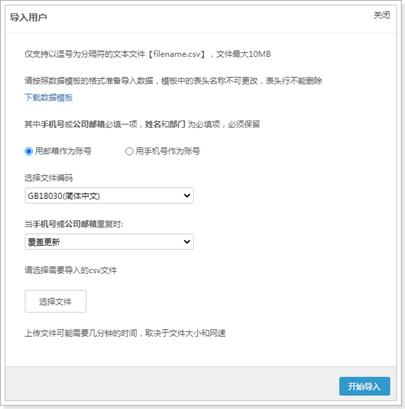 导入用户
关闭
仅支持以逗号为分隔符的文本文件【filename.csv】，文件最大10MB
请按照数据模板的格式准备导入数据，模板中的表头名称不可更改，表头行不能删除
下载数据模板
其中手机号或公司邮箱必填一项，姓名和部门 为必填项，必须保留
用邮箱作为账号
用手机号作为账号
选择文件编码
GB18030(简体中文)
当手机号或公司邮箱重复时:
覆盖更新
请选择需要导入的csv文件
选择文件
上传文件可能需要几分钟的时间，取决于文件大小和网速
开始导入